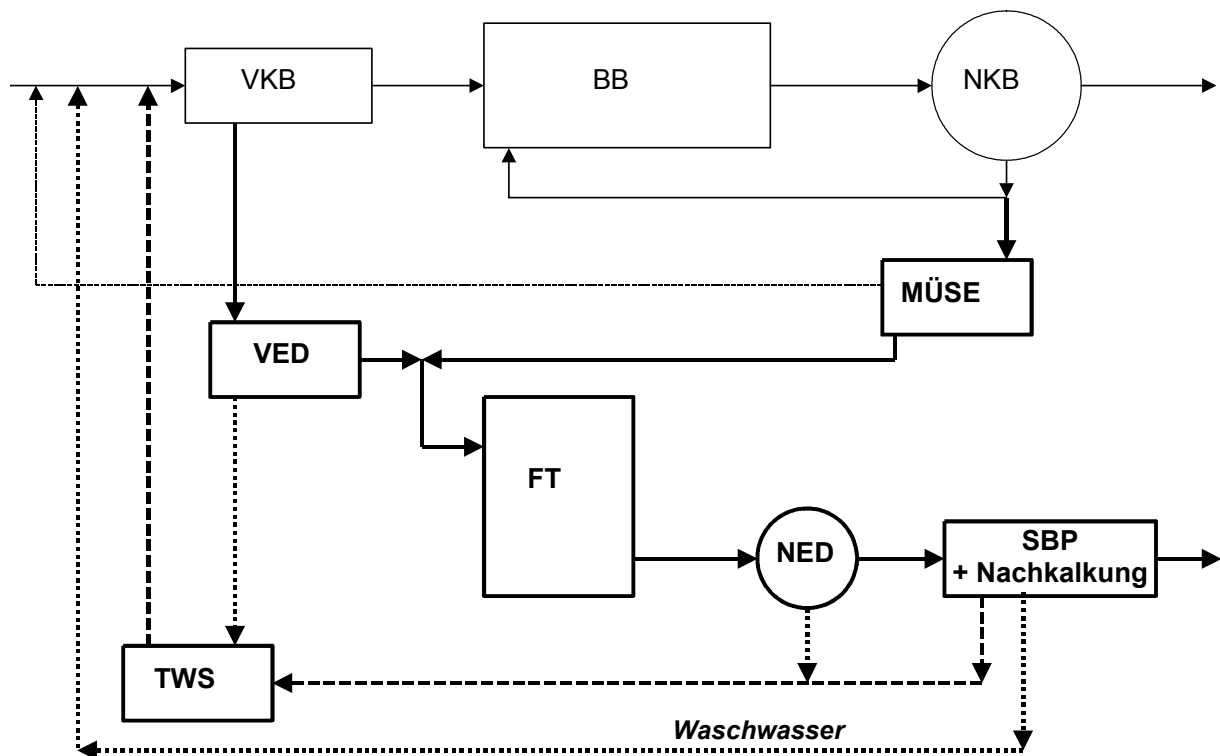 VKB
BB
NKB
MÜSE
VED
FT
NED
SBP
+ Nachkalkung
TWS
Waschwasser